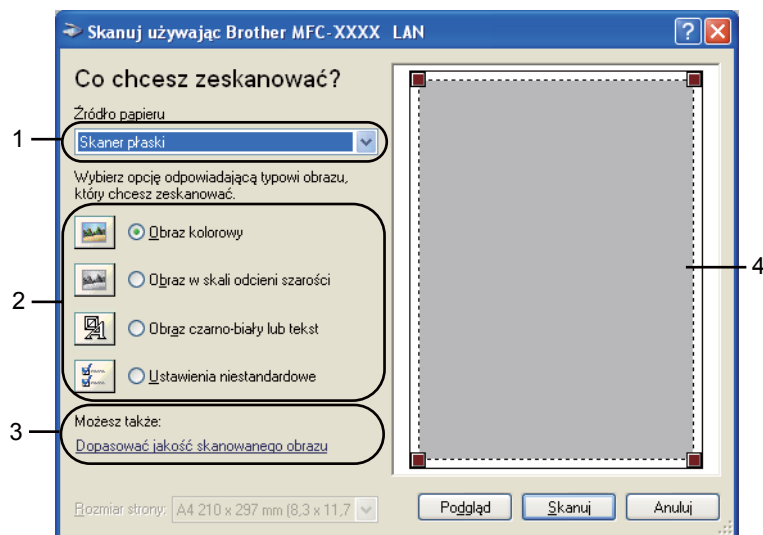 Skanuj używając Brother MFC-XXXX LAN
Co chcesz zeskanować?
Źródło papieru
1
Skaner płaski
Wybierz opcję odpowiadającą typowi obrazu,
który chcesz zeskanować.
Obraz kolorowy
4
Obraz w skali odcieni szarości
2
Obraz czarno-biały lub tekst
Ustawienia niestandardowe
Możesz także:
3
Dopasować jakość skanowanego obrazu
Rozmiar strony: A4 210 x 297 mm (8,3 x 11,7
Podgląd Skanuj Anuluj